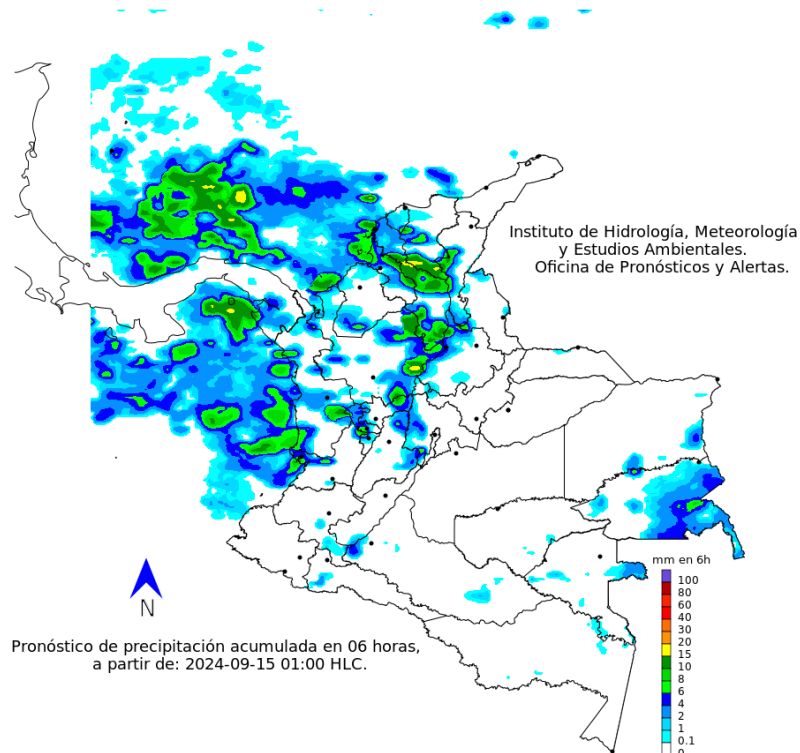 Instituto de Hidrología, Meteorología
y Estudios Ambientales.
Oficina de Pronósticos y Alertas.
mm en 6h
100
80
60
40
30
20
15
10
8
6
4
2
1
0.1
0
N
Pronóstico de precipitación acumulada en 06 horas,
a partir de: 2024-09-15 01:00 HLC.